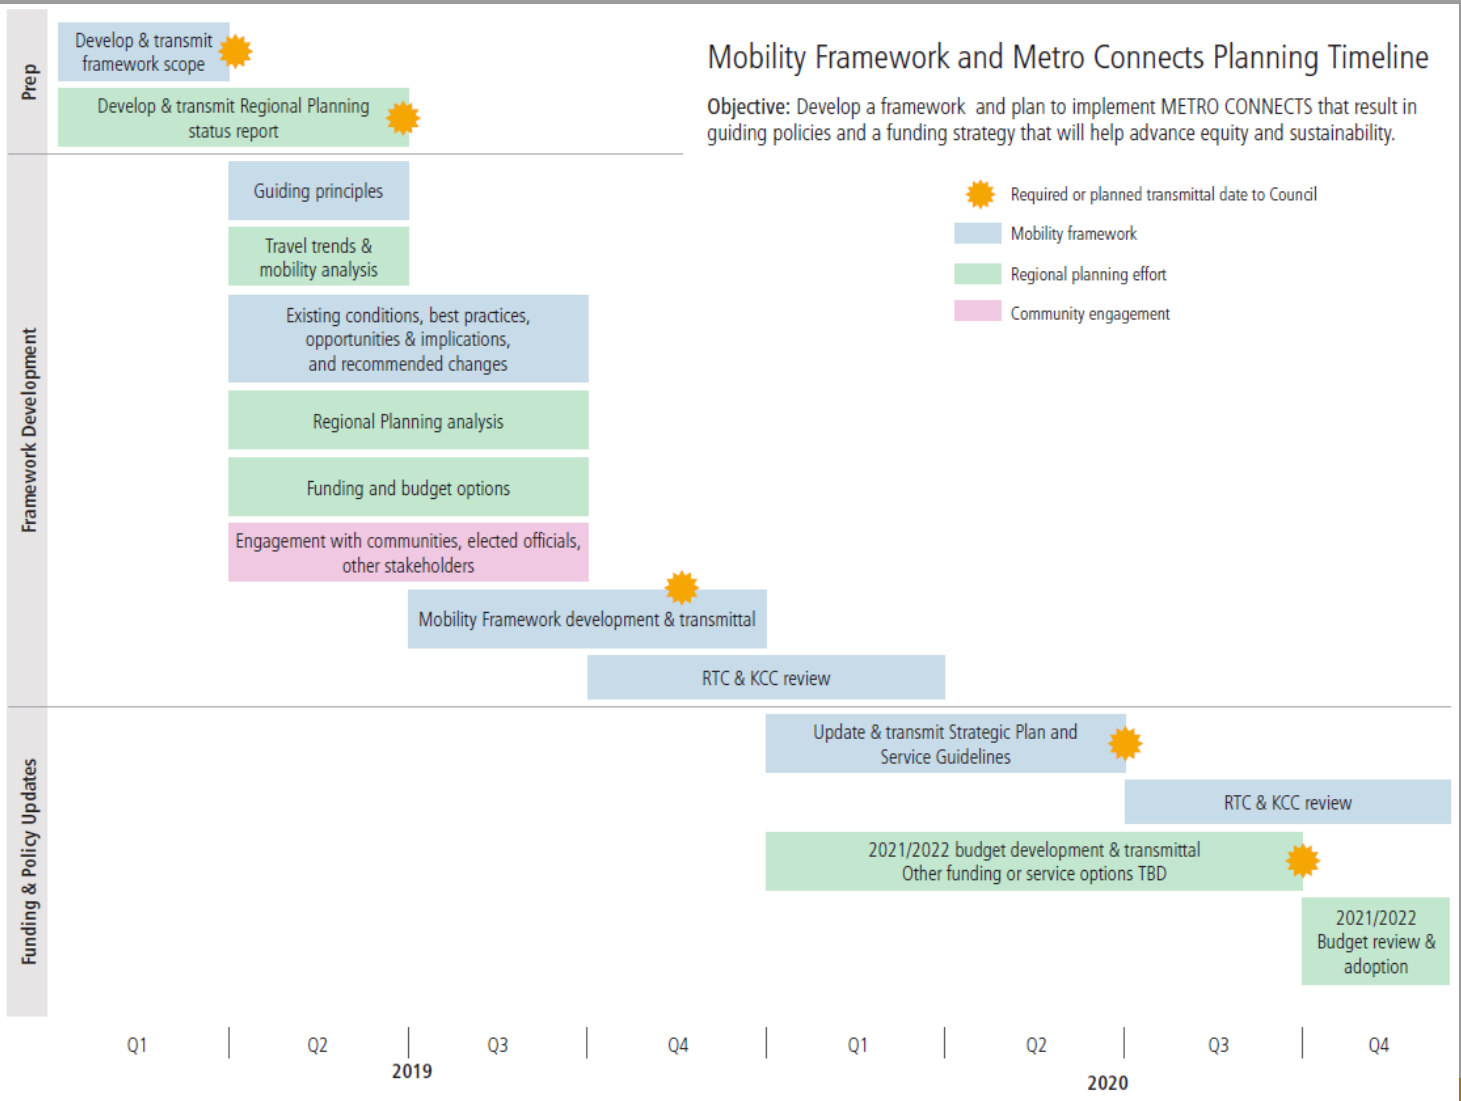 Mobility Framework and Metro Connects Planning Timeline
Objective: Develop a framework and plan to implement METRO CONNECTS that result in
guiding policies and a funding strategy that will help advance equity and sustainability.
Required or planned transmittal date to Council
Mobility framework
Regional planning effort
Community engagement
Prep
Develop & transmit
framework scope
Develop & transmit Regional Planning
status report
Framework Development
Guiding principles
Travel trends &
mobility analysis
Existing conditions, best practices,
opportunities & implications,
and recommended changes
Regional Planning analysis
Funding and budget options
Engagement with communities, elected officials,
other stakeholders
Mobility Framework development & transmittal
RTC & KCC review
Funding & Policy Updates
Update & transmit Strategic Plan and
Service Guidelines
RTC & KCC review
2021/2022 budget development & transmittal
Other funding or service options TBD
2021/2022
Budget review &
adoption
Q1 Q2 Q3 Q4 Q1 Q2 Q3 Q4
2019
2020